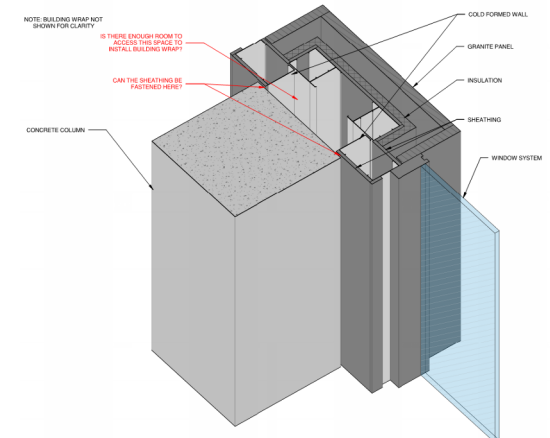 NOTE: BUILDING WRAP NOT
SHOWN FOR CLARITY
IS THERE ENOUGH ROOM TO
ACCESS THIS SPACE TO
INSTALL BUILDING WRAP?
CAN THE SHEATHING BE
FASTENED HERE?
CONCRETE COLUMN
COLD FORMED WALL
GRANITE PANEL
INSULATION
SHEATHING
WINDOW SYSTEM